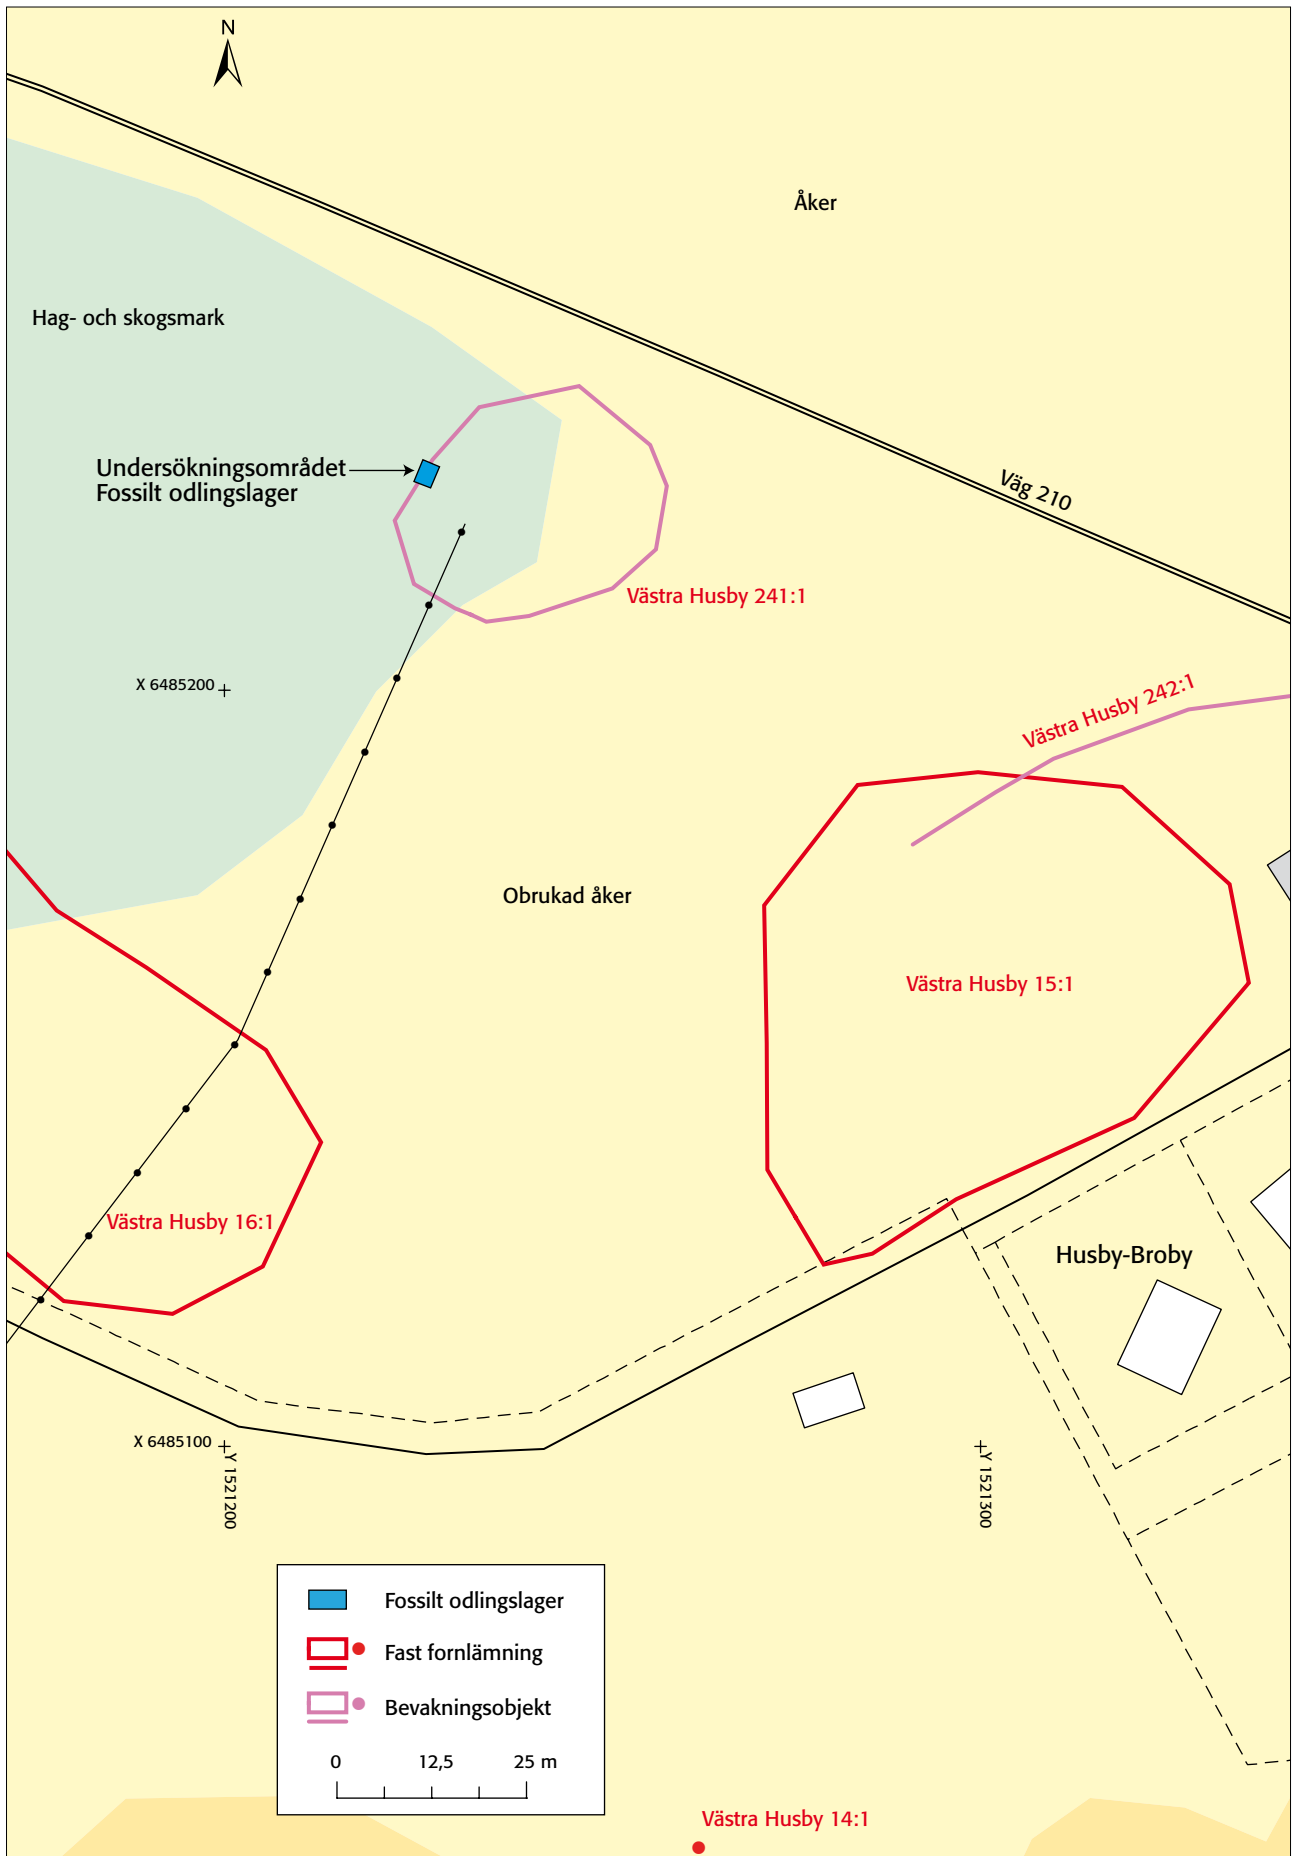 N
Åker
Hag- och skogsmark
Undersökningsområdet
Fossilt odlingslager
Väg 210
Västra Husby 241:1
X 6485200
Västra Husby 242:1
Obrukad åker
Västra Husby 15:1
Västra Husby 16:1
Husby-Broby
X 6485100
Y 1521200
Y 1521300
Fossilt odlingslager
Fast fornlämning
Bevakningsobjekt
0 12,5 25 m
Västra Husby 14:1